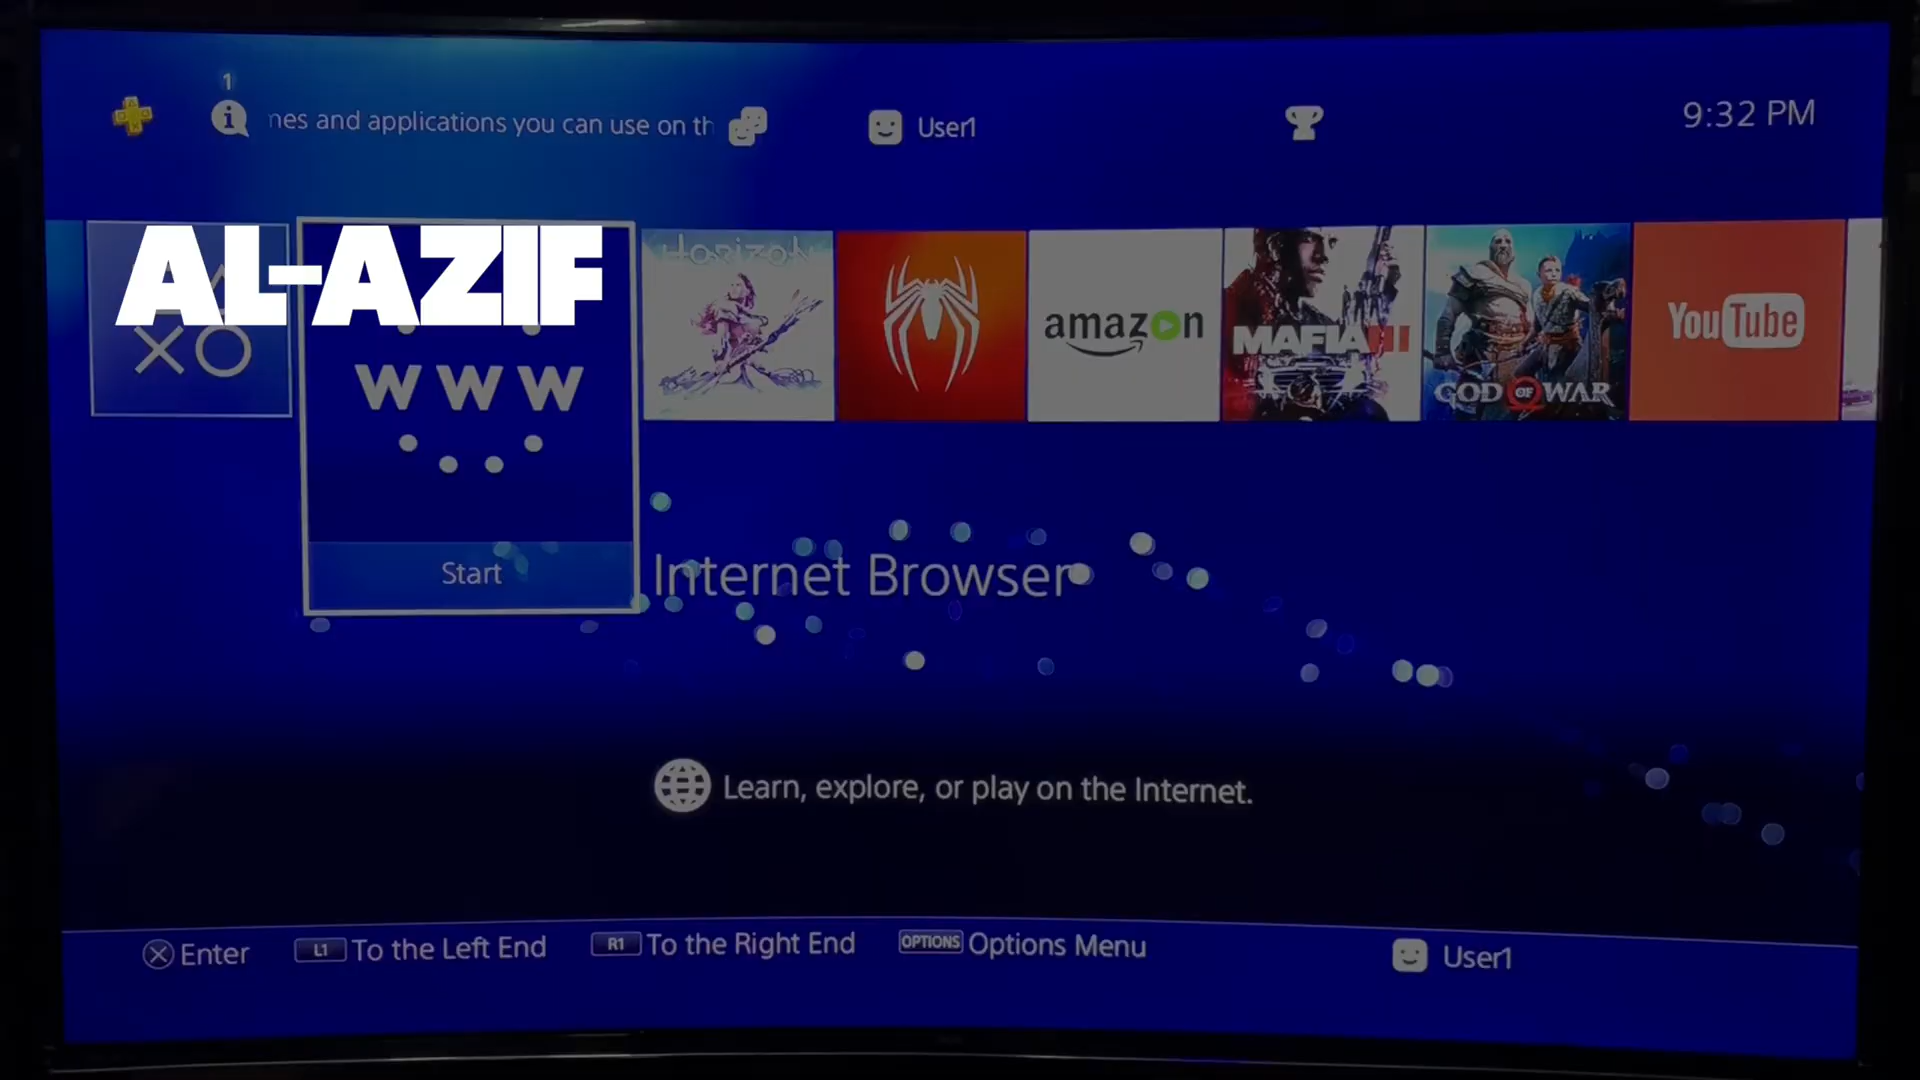 1
nes and applications you can use on th
User1
9:32 PM
AL-AZIF
WWW
Horizon
amazon
MAFIA III
GOD OF WAR
YouTube
Start
Internet Browser
Learn, explore, or play on the Internet.
Enter
L1 To the Left End
R1 To the Right End
OPTIONS Options Menu
User1